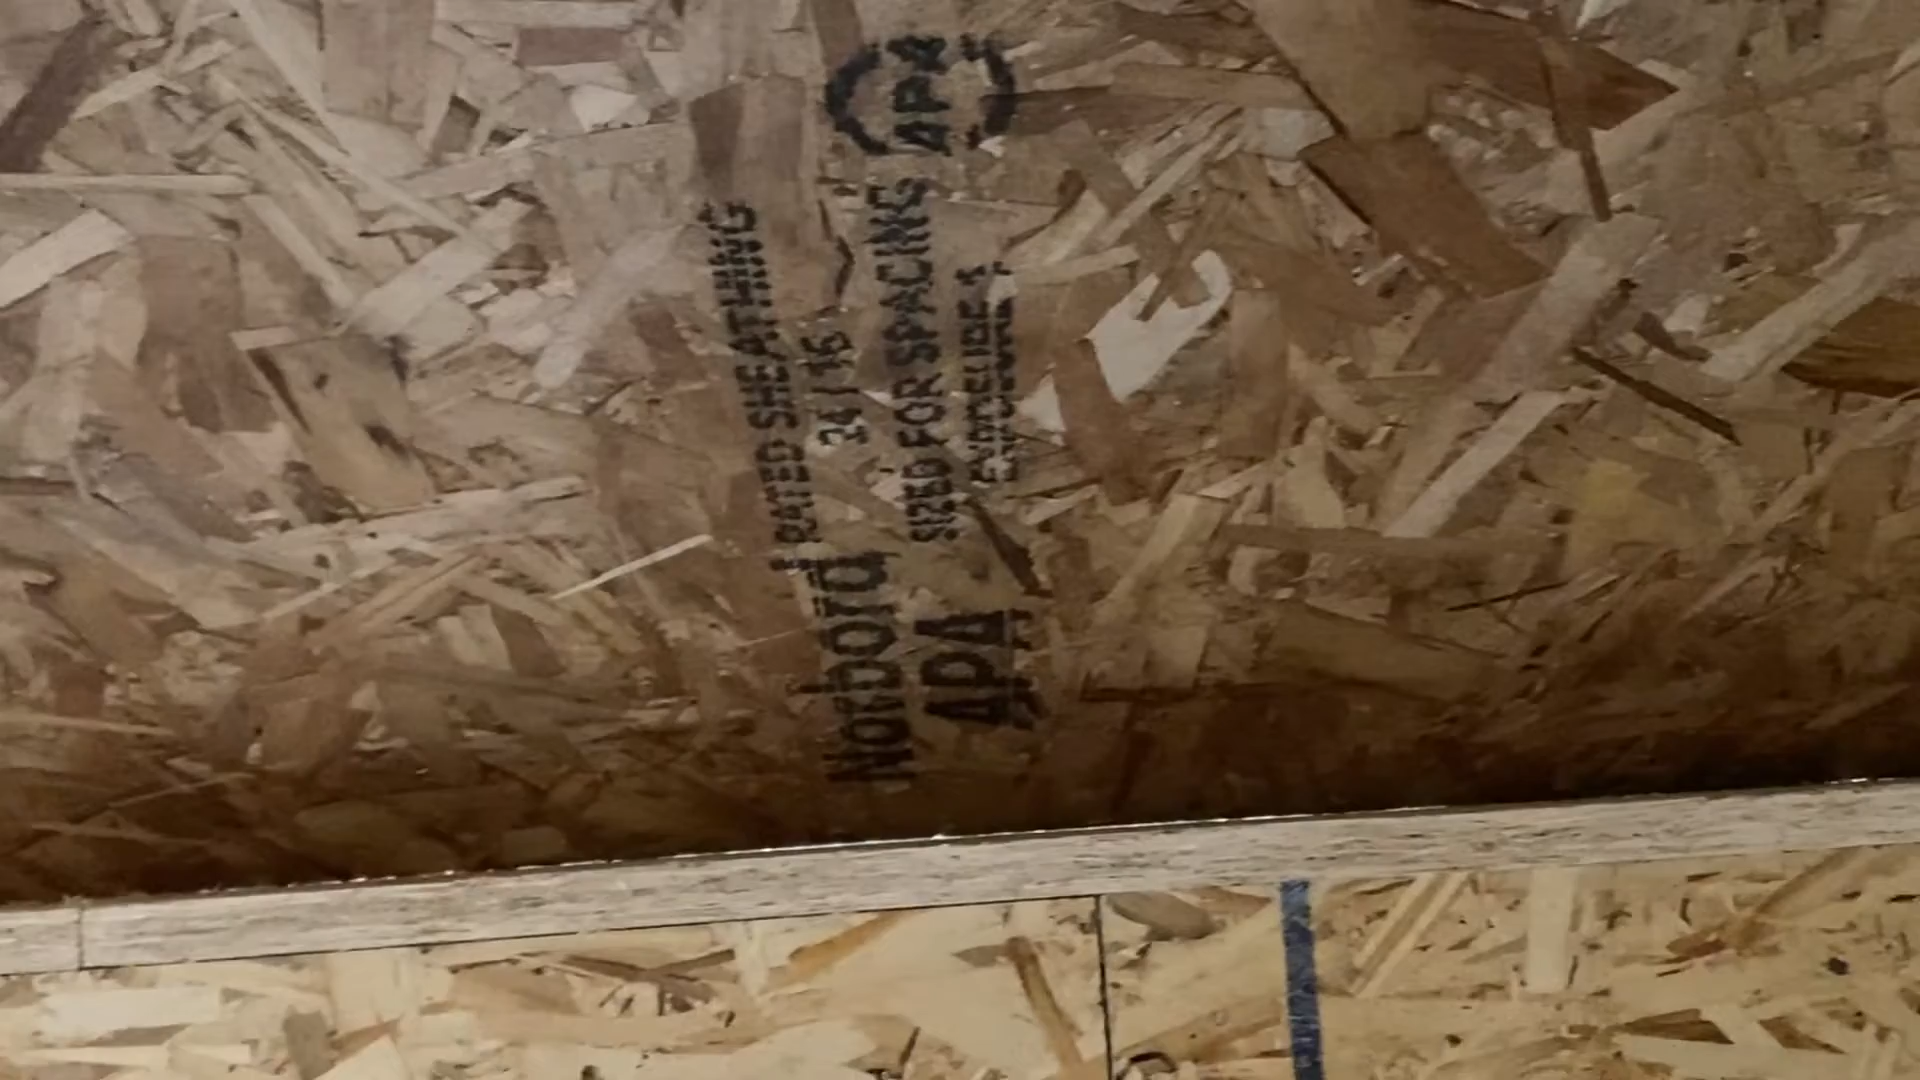 RATED SHEATHING
24/16
SIZED FOR SPACING
EXPOSURE 1
Norbord
APA
APA